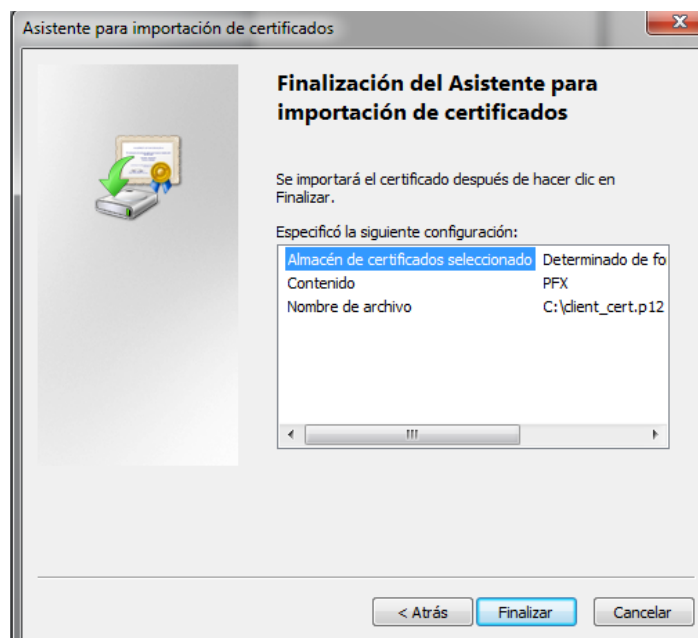 Asistente para importación de certificados
Finalización del Asistente para
importación de certificados
Se importará el certificado después de hacer clic en
Finalizar.
Especificó la siguiente configuración:
Almacén de certificados seleccionado Determinado de fo
Contenido PFX
Nombre de archivo C:\client_cert.p12
< Atrás Finalizar Cancelar